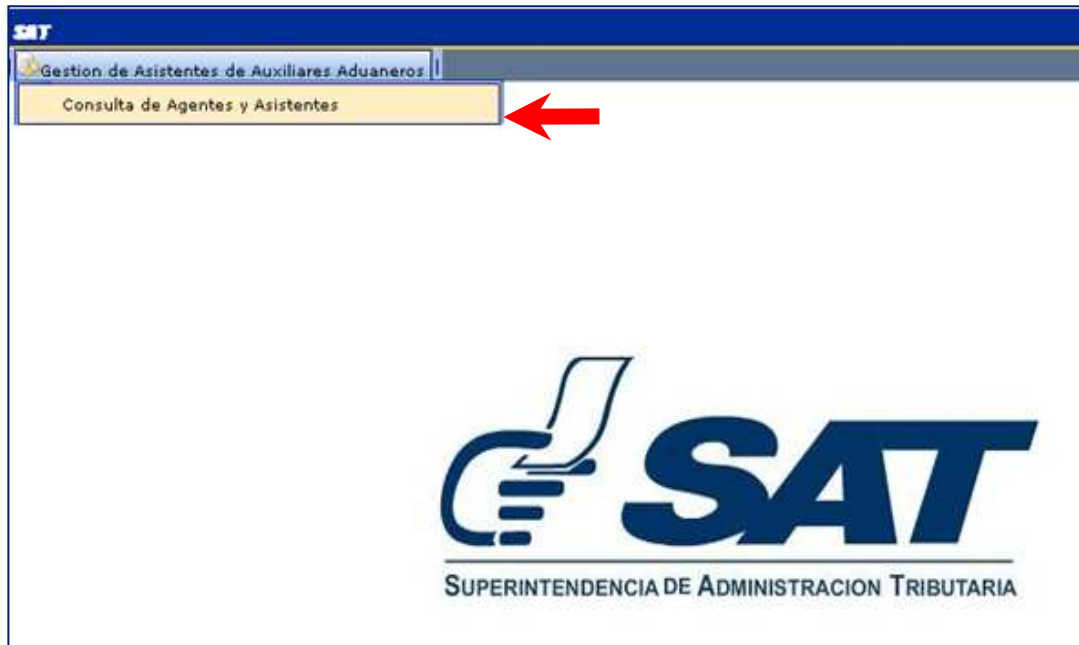 SAT
Gestion de Asistentes de Auxiliares Aduaneros
Consulta de Agentes y Asistentes
SAT
SUPERINTENDENCIA DE ADMINISTRACION TRIBUTARIA